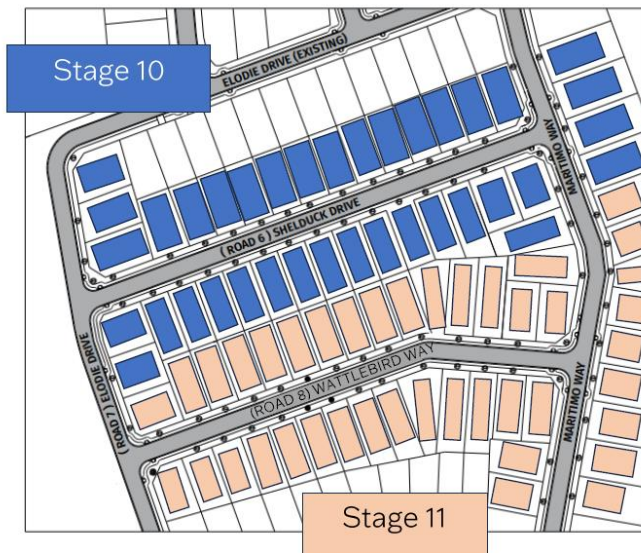 Stage 10
ELODIE DRIVE (EXISTING)
MARITIMO WAY
(ROAD 6 ) SHELDUCK DRIVE
(ROAD 7 ) ELODIE DRIVE
(ROAD 8) WATTLEBIRD WAY
MARITIMO WAY
Stage 11